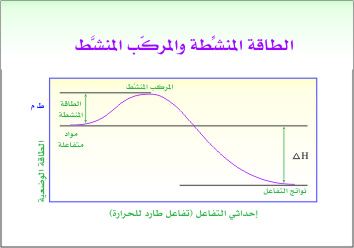 الطاقة المنشِّطة والمركّب المنشَّط
المركب المنشط
ط م
الطاقة
المنشطة
مواد
متفاعلة
الطاقة الوضعية
△H
نواتج التفاعل
إحداثي التفاعل (تفاعل طارد للحرارة)